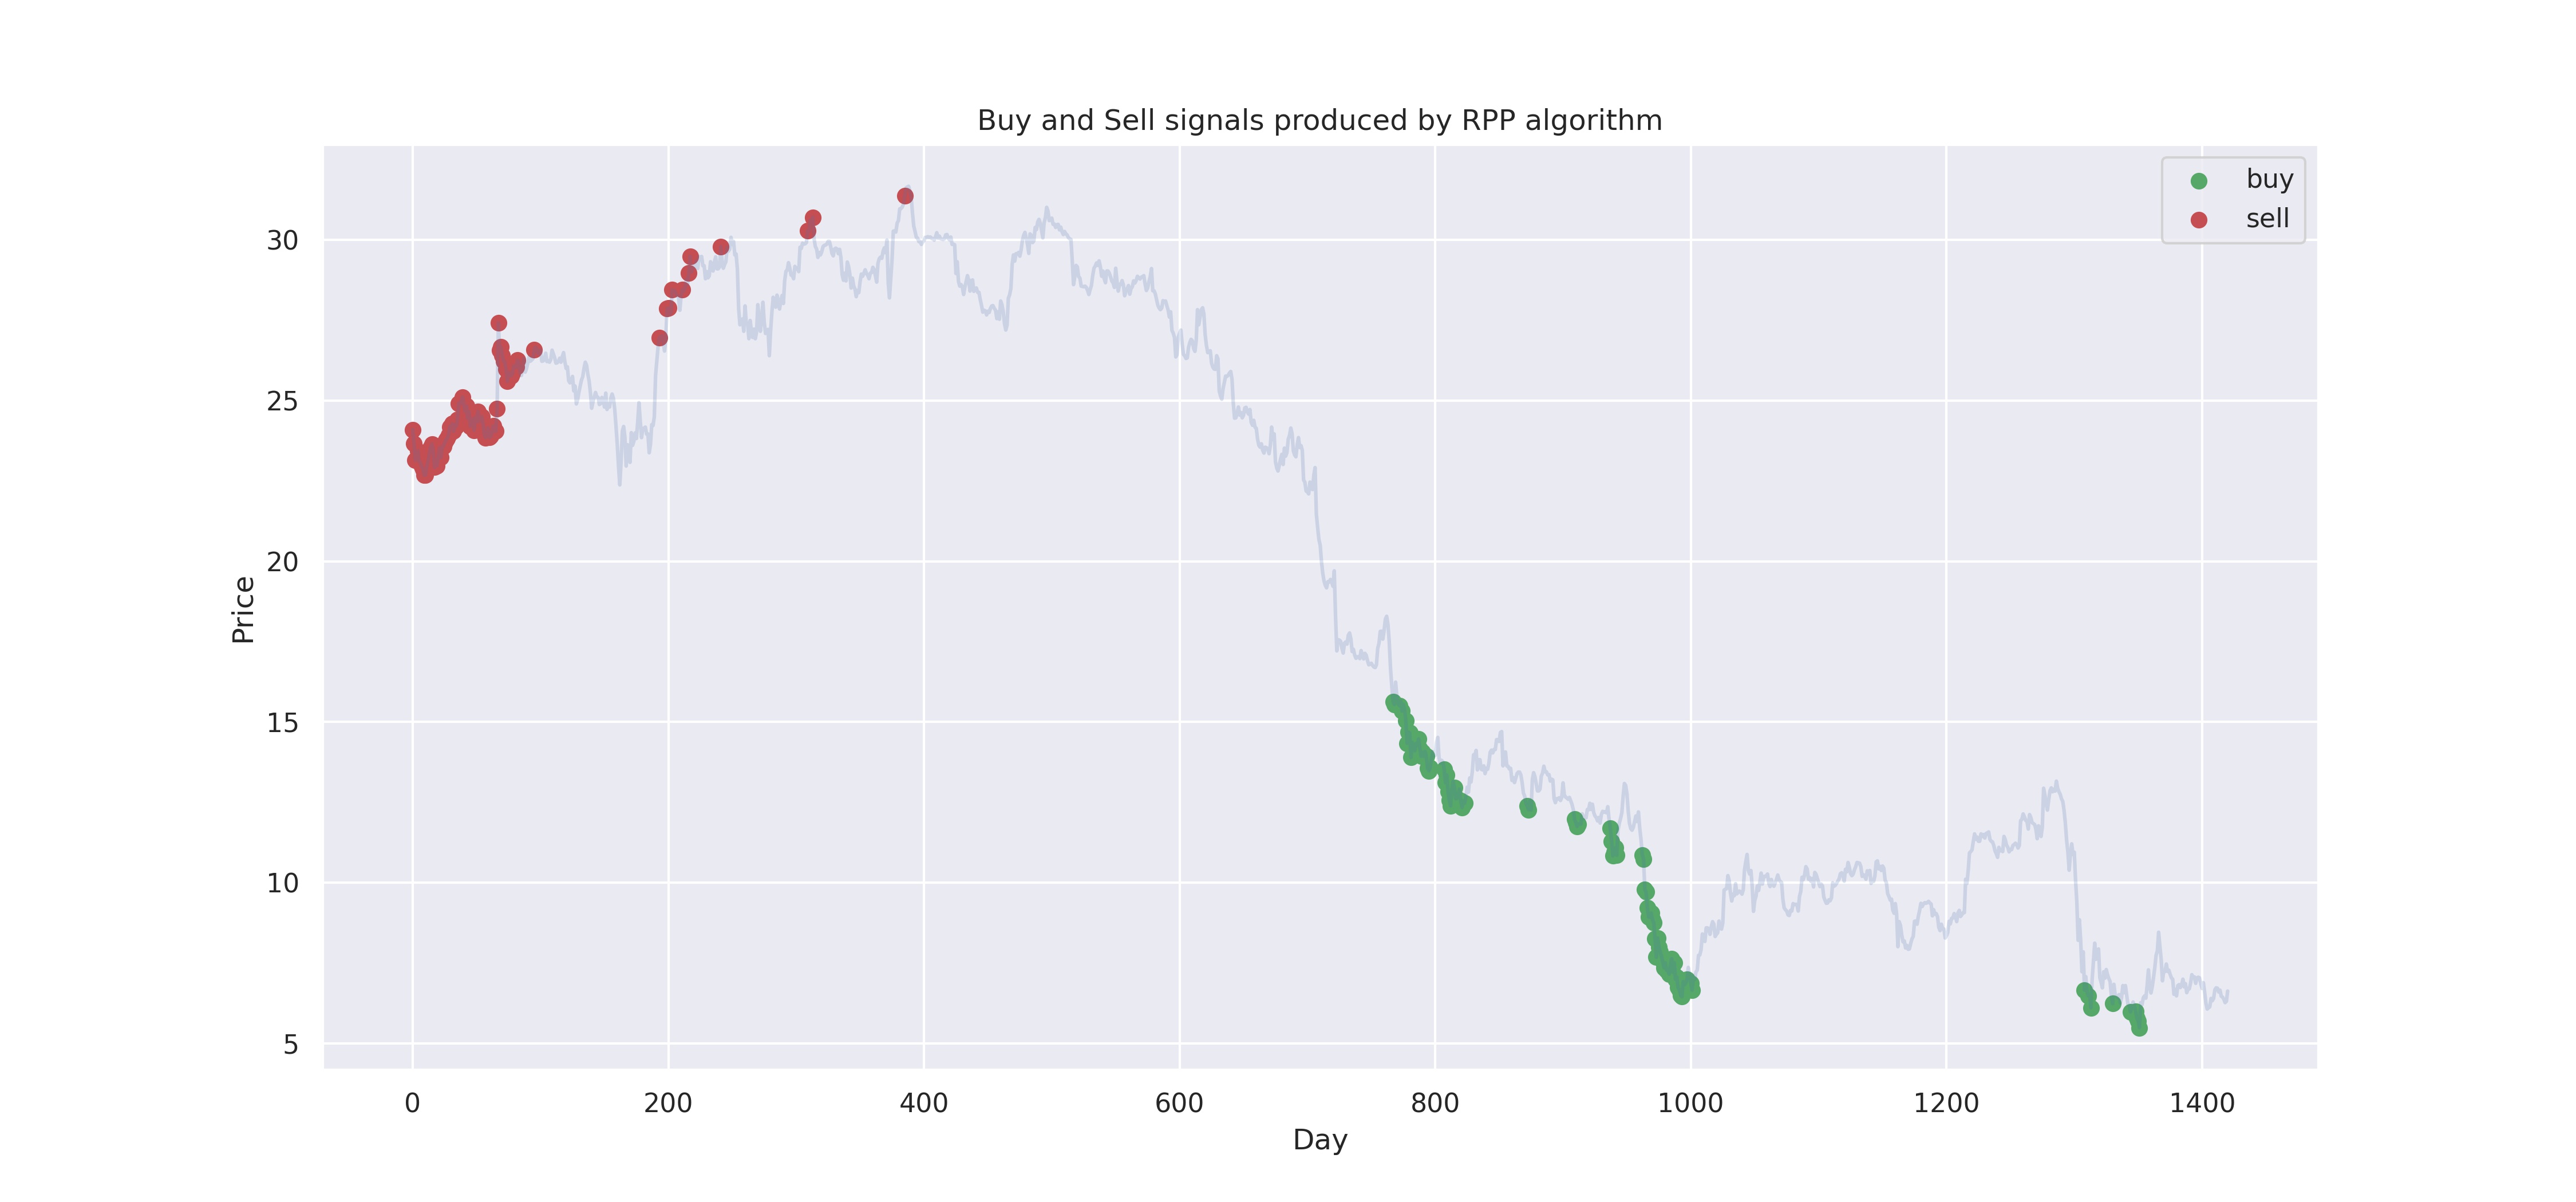 Buy and Sell signals produced by RPP algorithm
buy
sell
30
25
20
15
10
5
Price
0 200 400 600 800 1000 1200 1400
Day